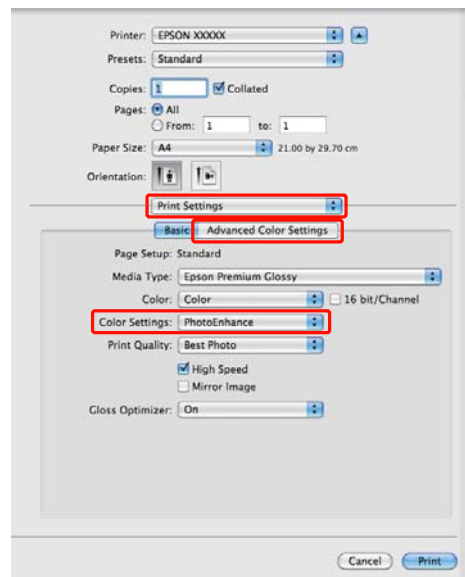 Printer: EPSON XXXXX
Presets: Standard
Copies: 1 Collated
Pages: All
From: 1 to: 1
Paper Size: A4 21.00 by 29.70 cm
Orientation:
Print Settings
Basic Advanced Color Settings
Page Setup: Standard
Media Type: Epson Premium Glossy
Color: Color 16 bit/Channel
Color Settings: PhotoEnhance
Print Quality: Best Photo
High Speed
Mirror Image
Gloss Optimizer: On
Cancel Print